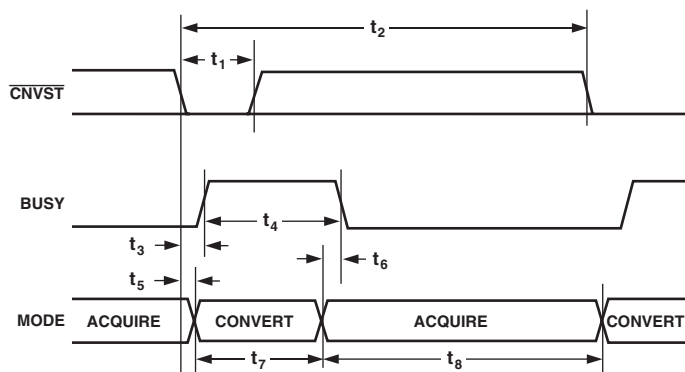 t2
t1
CNVST
BUSY
t4
t3
t6
t5
MODE
ACQUIRE
CONVERT
ACQUIRE
CONVERT
t7
t8